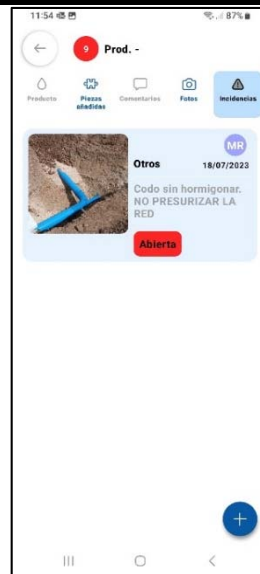 11:54
87%
9 Prod. -
Producto
Piezas
añadidas
Comentarios
Fotos
Incidencias
MR
Otros
18/07/2023
Codo sin hormigonar.
NO PRESURIZAR LA
RED
Abierta